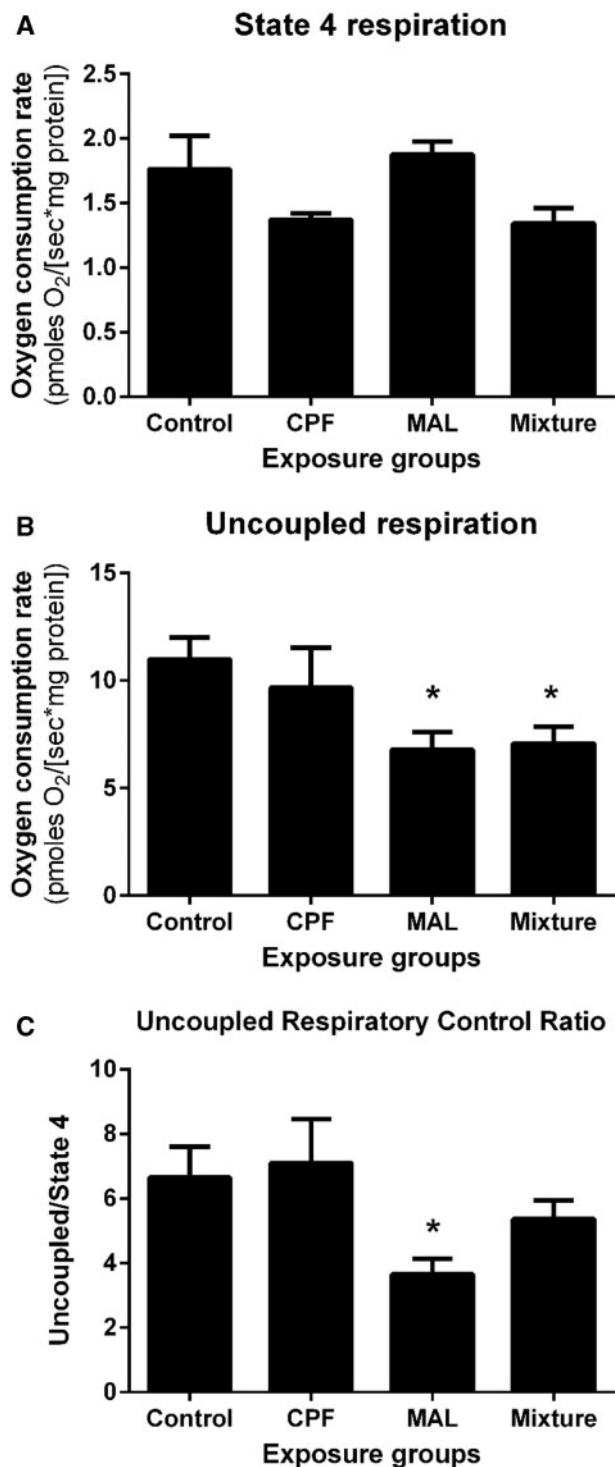 A
State 4 respiration
Oxygen consumption rate
(pmoles O₂/[sec*mg protein])
2.5
2.0
1.5
1.0
0.5
0.0
Control CPF MAL Mixture
Exposure groups
B
Uncoupled respiration
Oxygen consumption rate
(pmoles O₂/[sec*mg protein])
15
10
5
0
* *
Control CPF MAL Mixture
Exposure groups
C
Uncoupled Respiratory Control Ratio
Uncoupled/State 4
10
8
6
4
2
0
*
Control CPF MAL Mixture
Exposure groups